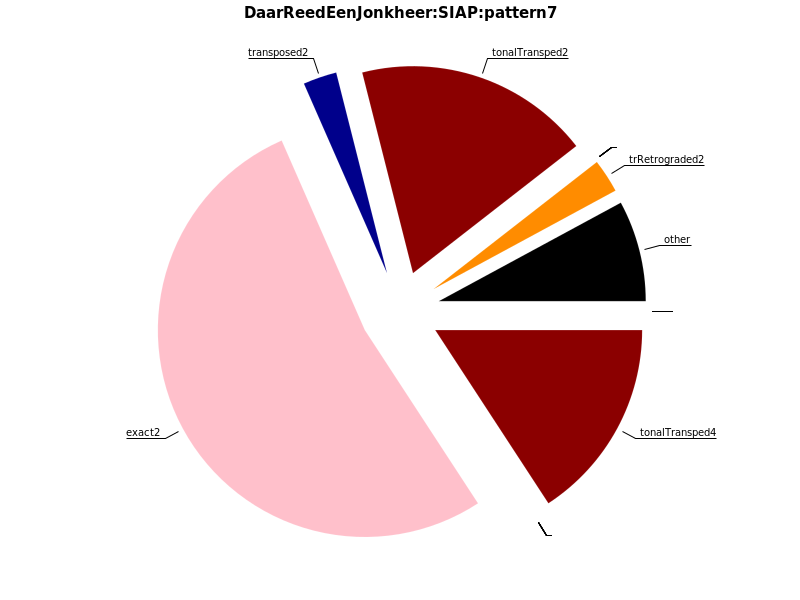 DaarReedEenJonkheer:SIAP:pattern7
transposed2
tonalTransped2
trRetrograded2
other
exact2
tonalTransped4